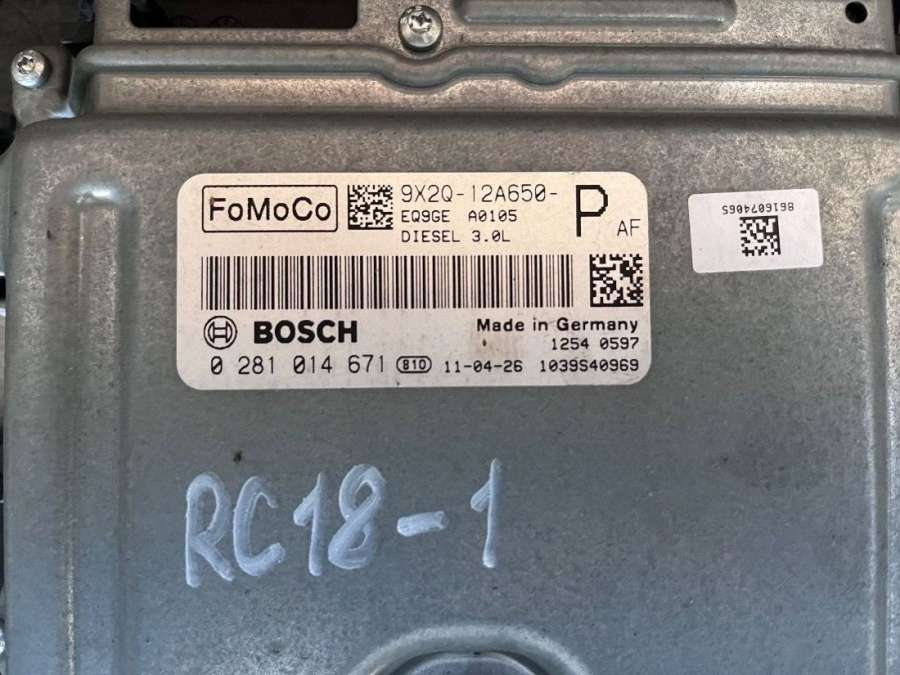 FoMoCo
9X2Q-12A650-
P
AF
EQ9GE A0105
DIESEL 3.0L
BOSCH
Made in Germany
1254 0597
0 281 014 671 810 11-04-26 1039S40969
86160074065
RC18-1